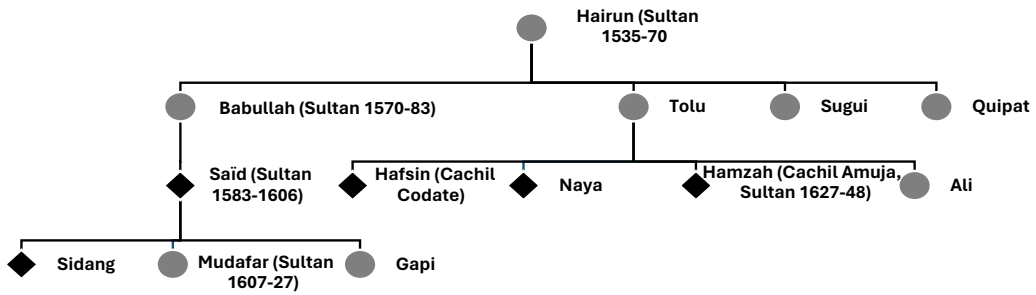 Hairun (Sultan
1535-70
Babullah (Sultan 1570-83)
Tolu
Sugui
Quipat
Saïd (Sultan
1583-1606)
Hafsin (Cachil
Codate)
Naya
Hamzah (Cachil Amuja,
Sultan 1627-48)
Ali
Sidang
Mudafar (Sultan
1607-27)
Gapi